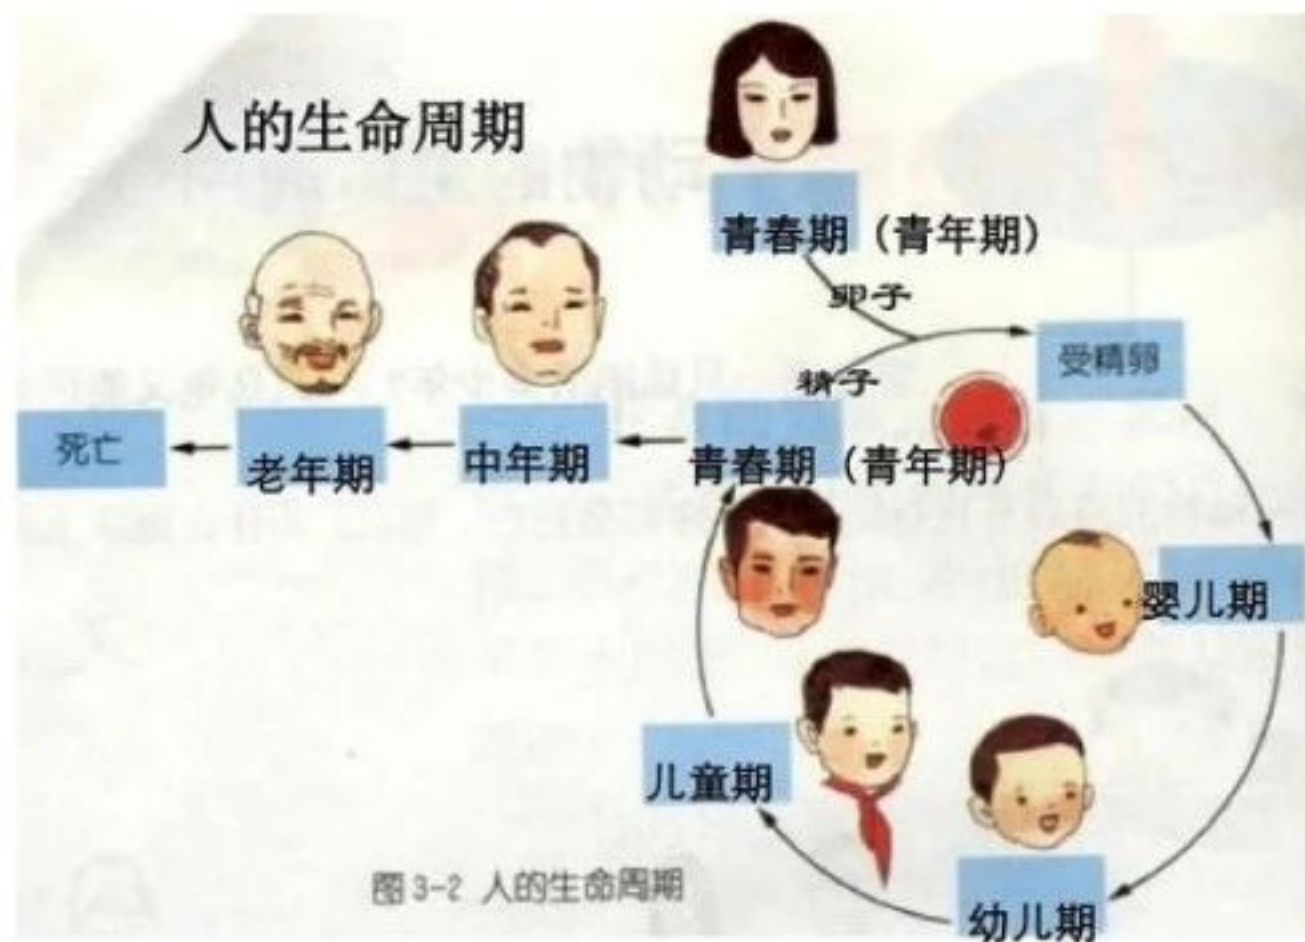 人的生命周期
青春期（青年期）
卵子
精子
受精卵
死亡
老年期
中年期
青春期（青年期）
婴儿期
儿童期
幼儿期
图3-2 人的生命周期